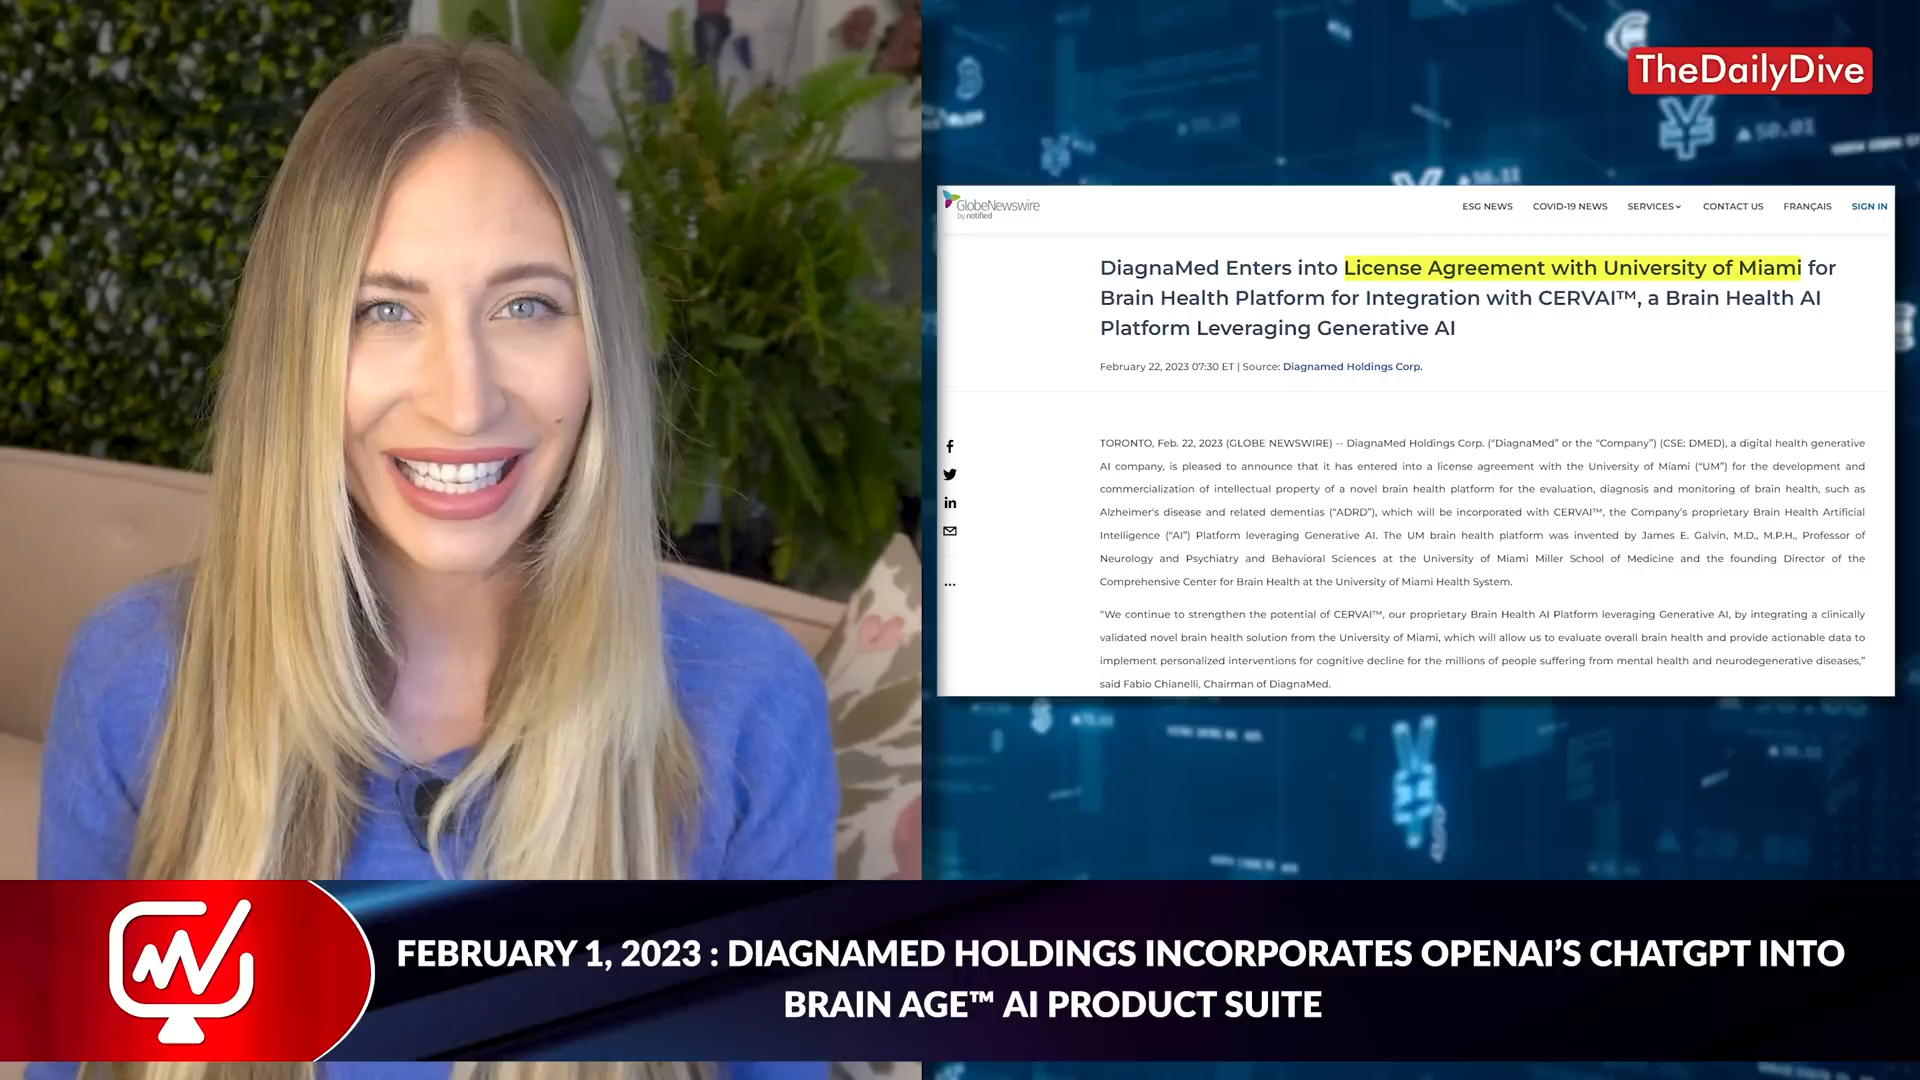 TheDailyDive
GlobeNewswire
by notified
ESG NEWS COVID-19 NEWS SERVICES CONTACT US FRANÇAIS SIGN IN
DiagnaMed Enters into License Agreement with University of Miami for
Brain Health Platform for Integration with CERVAI™, a Brain Health AI
Platform Leveraging Generative AI
February 22, 2023 07:30 ET | Source: Diagnamed Holdings Corp.
TORONTO, Feb. 22, 2023 (GLOBE NEWSWIRE) -- DiagnaMed Holdings Corp. (“DiagnaMed” or the “Company”) (CSE: DMED), a digital health generative
AI company, is pleased to announce that it has entered into a license agreement with the University of Miami (“UM”) for the development and
commercialization of intellectual property of a novel brain health platform for the evaluation, diagnosis and monitoring of brain health, such as
Alzheimer's disease and related dementias (“ADRD”), which will be incorporated with CERVAI™, the Company’s proprietary Brain Health Artificial
Intelligence (“AI”) Platform leveraging Generative AI. The UM brain health platform was invented by James E. Galvin, M.D., M.P.H., Professor of
Neurology and Psychiatry and Behavioral Sciences at the University of Miami Miller School of Medicine and the founding Director of the
Comprehensive Center for Brain Health at the University of Miami Health System.
“We continue to strengthen the potential of CERVAI™, our proprietary Brain Health AI Platform leveraging Generative AI, by integrating a clinically
validated novel brain health solution from the University of Miami, which will allow us to evaluate overall brain health and provide actionable data to
implement personalized interventions for cognitive decline for the millions of people suffering from mental health and neurodegenerative diseases,”
said Fabio Chianelli, Chairman of DiagnaMed.
FEBRUARY 1, 2023 : DIAGNAMED HOLDINGS INCORPORATES OPENAI’S CHATGPT INTO
BRAIN AGE™ AI PRODUCT SUITE